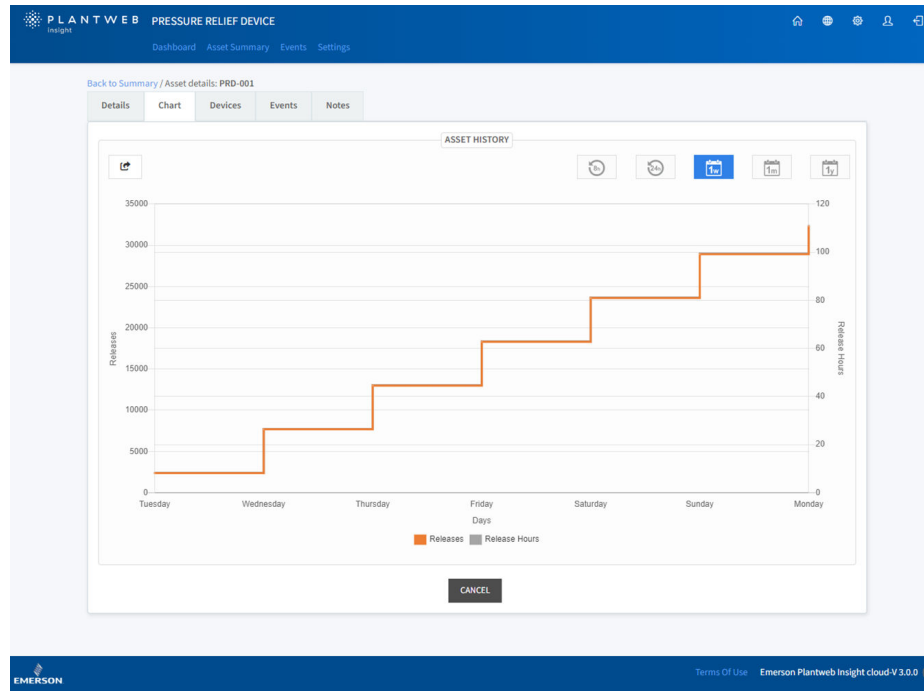 PLANTWEB PRESSURE RELIEF DEVICE
Insight
Dashboard Asset Summary Events Settings
Back to Summary / Asset details: PRD-001
Details Chart Devices Events Notes
ASSET HISTORY
8h 24h 1w 1m 1y
35000 120
30000
100
25000
80
20000
Releases
Release Hours
60
15000
40
10000
20
5000
0 0
Tuesday Wednesday Thursday Friday Saturday Sunday Monday
Days
Releases Release Hours
CANCEL
EMERSON
Terms Of Use Emerson Plantweb Insight cloud-V 3.0.0